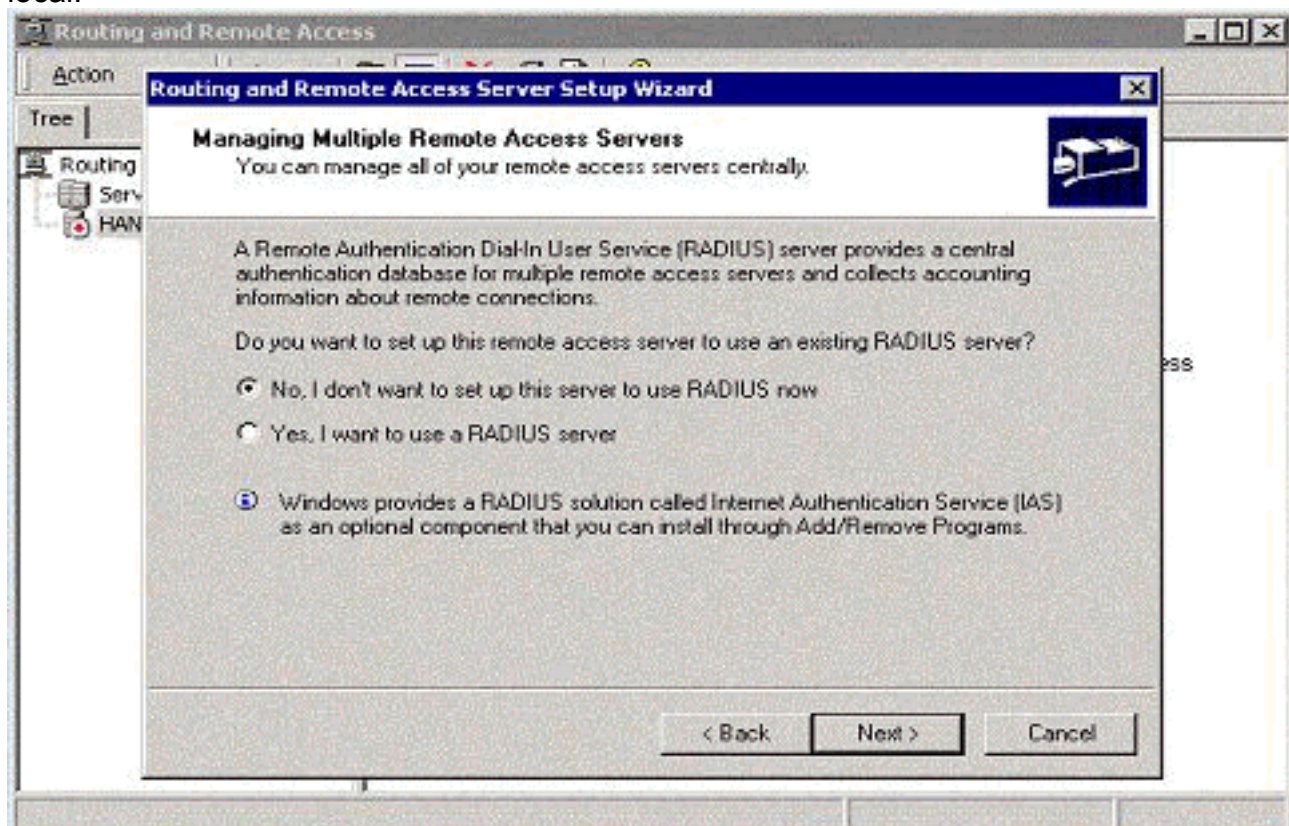 local.
Routing and Remote Access
Action
Routing and Remote Access Server Setup Wizard
Tree
Managing Multiple Remote Access Servers
You can manage all of your remote access servers centrally.
Routing
Serv
HAN
A Remote Authentication Dial-In User Service (RADIUS) server provides a central
authentication database for multiple remote access servers and collects accounting
information about remote connections.
Do you want to set up this remote access server to use an existing RADIUS server?
ess
No, I don't want to set up this server to use RADIUS now
Yes, I want to use a RADIUS server
Windows provides a RADIUS solution called Internet Authentication Service (IAS)
as an optional component that you can install through Add/Remove Programs.
< Back
Next >
Cancel